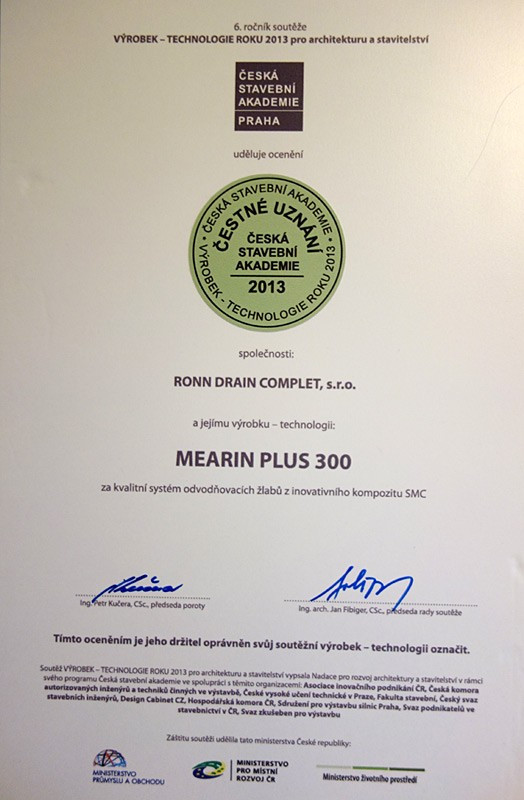 6. ročník soutěže
VÝROBEK – TECHNOLOGIE ROKU 2013 pro architekturu a stavitelství
ČESKÁ
STAVEBNÍ
AKADEMIE
PRAHA
uděluje ocenění
• ČESKÁ STAVEBNÍ AKADEMIE •
ČESTNÉ UZNÁNÍ
ČESKÁ
STAVEBNÍ
AKADEMIE
2013
VÝROBEK - TECHNOLOGIE ROKU 2013
společnosti:
RONN DRAIN COMPLET, s.r.o.
a jejímu výrobku – technologii:
MEARIN PLUS 300
za kvalitní systém odvodňovacích žlabů z inovativního kompozitu SMC
Ing. Petr Kučera, CSc., předseda poroty
Ing. arch. Jan Fibiger, CSc., předseda rady soutěže
Tímto oceněním je jeho držitel oprávněn svůj soutěžní výrobek – technologii označit.
Soutěž VÝROBEK – TECHNOLOGIE ROKU 2013 pro architekturu a stavitelství vypsala Nadace pro rozvoj architektury a stavitelství v rámci
svého programu Česká stavební akademie ve spolupráci s těmito organizacemi: Asociace inovačního podnikání ČR, Česká komora
autorizovaných inženýrů a techniků činných ve výstavbě, České vysoké učení technické v Praze, Fakulta stavební, Český svaz
stavebních inženýrů, Design Cabinet CZ, Hospodářská komora ČR, Sdružení pro výstavbu silnic Praha, Svaz podnikatelů ve
stavebnictví v ČR, Svaz zkušeben pro výstavbu
Záštitu soutěži udělila tato ministerstva České republiky:
MINISTERSTVO
PRŮMYSLU A OBCHODU
MINISTERSTVO
PRO MÍSTNÍ
ROZVOJ ČR
Ministerstvo životního prostředí